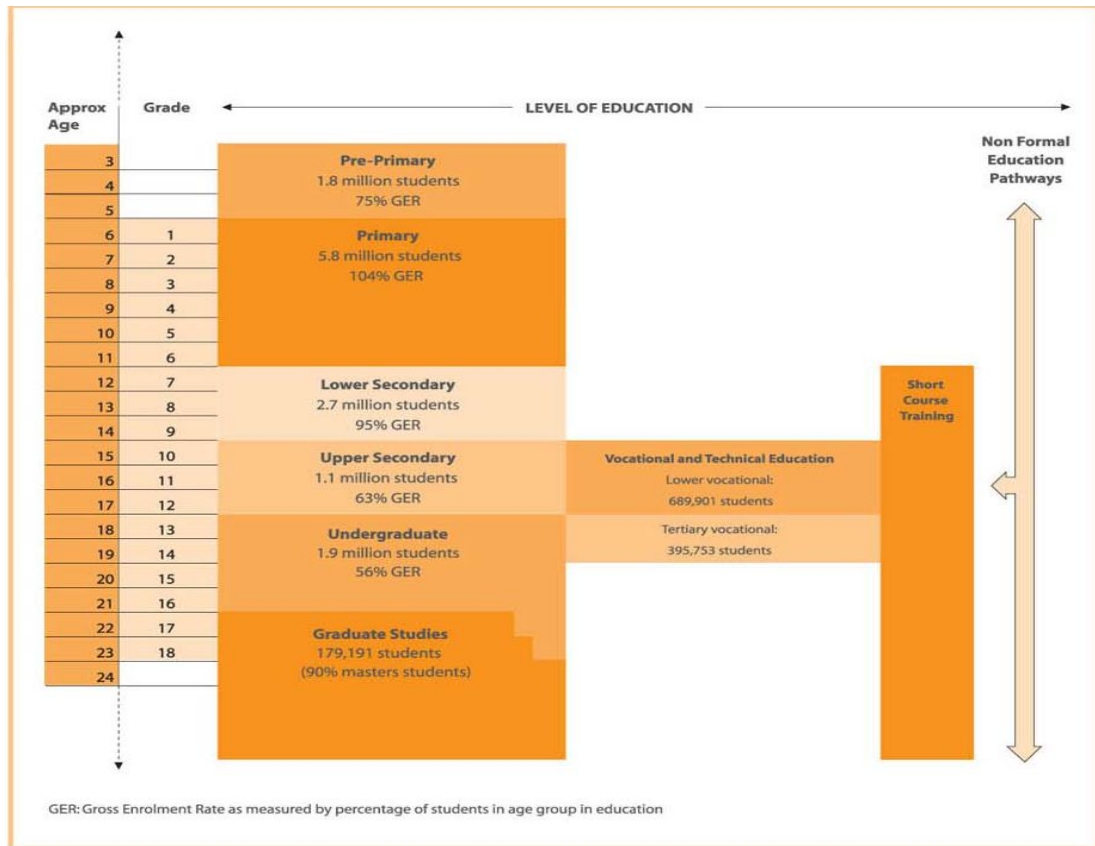 LEVEL OF EDUCATION
Approx
Age
Grade
Non Formal
Education
Pathways
3
4
5
6 1
7 2
8 3
9 4
10 5
11 6
12 7
13 8
14 9
15 10
16 11
17 12
18 13
19 14
20 15
21 16
22 17
23 18
24
Pre-Primary
1.8 million students
75% GER
Primary
5.8 million students
104% GER
Lower Secondary
2.7 million students
95% GER
Upper Secondary
1.1 million students
63% GER
Undergraduate
1.9 million students
56% GER
Graduate Studies
179,191 students
(90% masters students)
Vocational and Technical Education
Lower vocational:
689,901 students
Tertiary vocational:
395,753 students
Short
Course
Training
GER: Gross Enrolment Rate as measured by percentage of students in age group in education